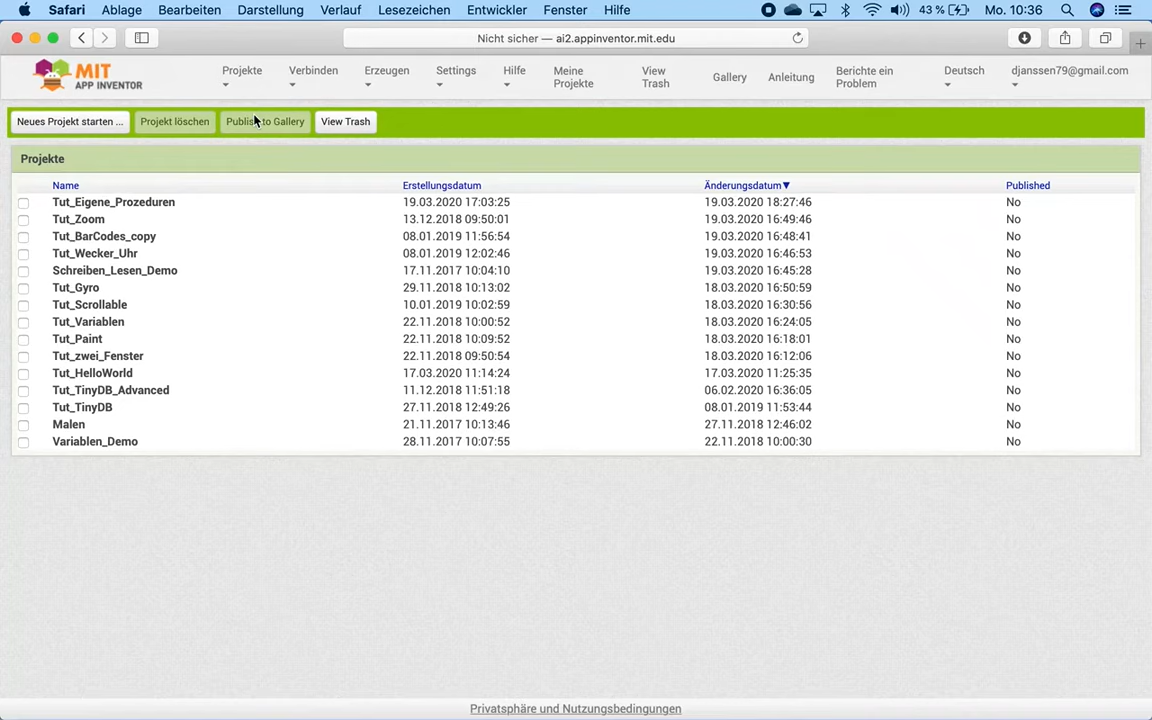 Safari Ablage Bearbeiten Darstellung Verlauf Lesezeichen Entwickler Fenster Hilfe 43 % Mo. 10:36
Nicht sicher — ai2.appinventor.mit.edu
MIT APP INVENTOR
Projekte Verbinden Erzeugen Settings Hilfe Meine Projekte View Trash Gallery Anleitung Berichte ein Problem Deutsch djanssen79@gmail.com
Neues Projekt starten ... Projekt löschen Publish to Gallery View Trash
Projekte
Name Erstellungsdatum Änderungsdatum▼ Published
Tut_Eigene_Prozeduren 19.03.2020 17:03:25 19.03.2020 18:27:46 No
Tut_Zoom 13.12.2018 09:50:01 19.03.2020 16:49:46 No
Tut_BarCodes_copy 08.01.2019 11:56:54 19.03.2020 16:48:41 No
Tut_Wecker_Uhr 08.01.2019 12:02:46 19.03.2020 16:46:53 No
Schreiben_Lesen_Demo 17.11.2017 10:04:10 19.03.2020 16:45:28 No
Tut_Gyro 29.11.2018 10:13:02 18.03.2020 16:50:59 No
Tut_Scrollable 10.01.2019 10:02:59 18.03.2020 16:30:56 No
Tut_Variablen 22.11.2018 10:00:52 18.03.2020 16:24:05 No
Tut_Paint 22.11.2018 10:09:52 18.03.2020 16:18:01 No
Tut_zwei_Fenster 22.11.2018 09:50:54 18.03.2020 16:12:06 No
Tut_HelloWorld 17.03.2020 11:14:24 17.03.2020 11:25:35 No
Tut_TinyDB_Advanced 11.12.2018 11:51:18 06.02.2020 16:36:05 No
Tut_TinyDB 27.11.2018 12:49:26 08.01.2019 11:53:44 No
Malen 21.11.2017 10:13:46 27.11.2018 12:46:02 No
Variablen_Demo 28.11.2017 10:07:55 22.11.2018 10:00:30 No
Privatsphäre und Nutzungsbedingungen